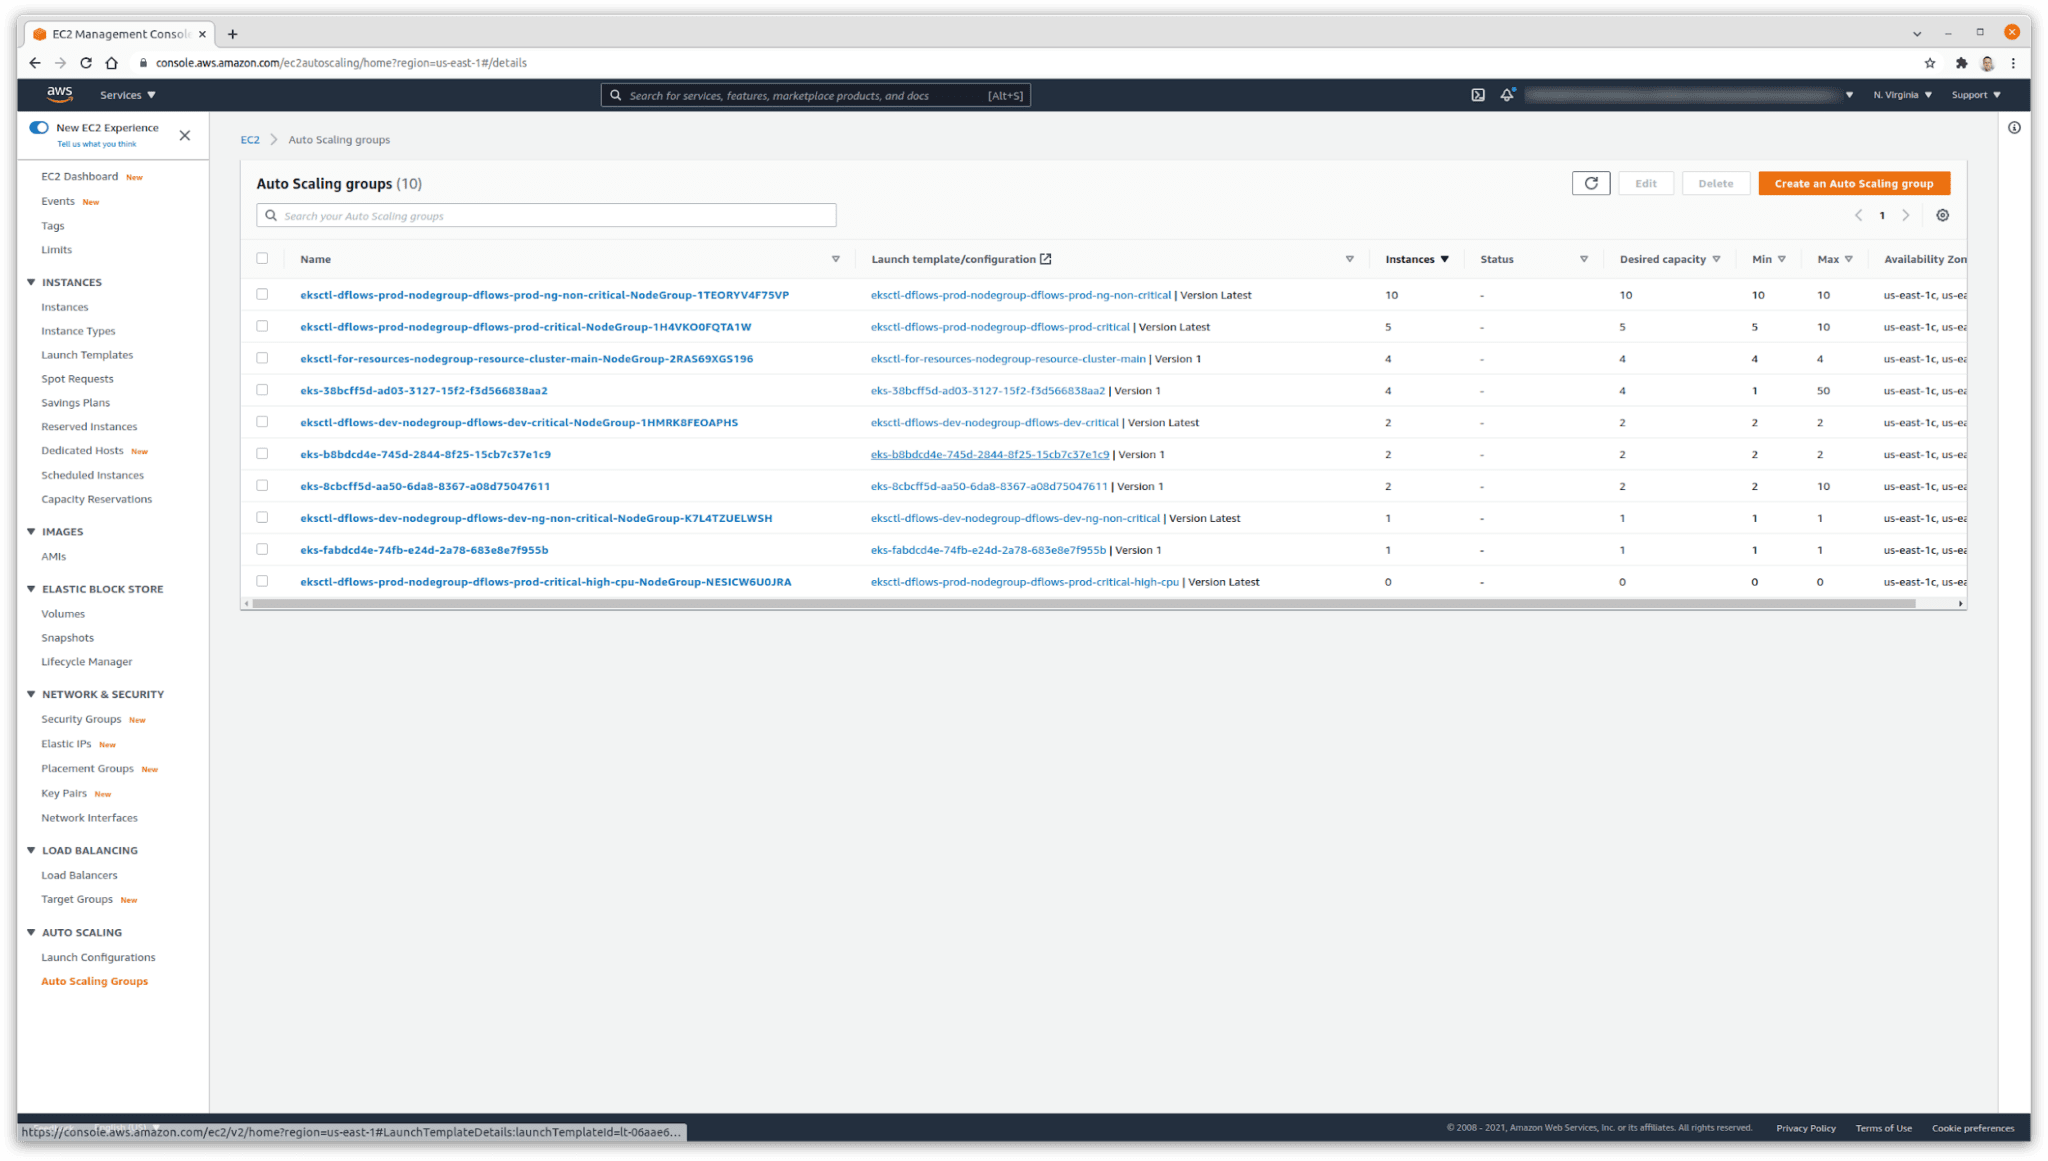 EC2 Management Consol
console.aws.amazon.com/ec2autoscaling/home?region=us-east-1#/details
aws Services Search for services, features, marketplace products, and docs [Alt+S] N. Virginia Support
New EC2 Experience
Tell us what you think
EC2 Dashboard New
Events New
Tags
Limits
INSTANCES
Instances
Instance Types
Launch Templates
Spot Requests
Savings Plans
Reserved Instances
Dedicated Hosts New
Scheduled Instances
Capacity Reservations
IMAGES
AMIs
ELASTIC BLOCK STORE
Volumes
Snapshots
Lifecycle Manager
NETWORK & SECURITY
Security Groups New
Elastic IPs New
Placement Groups New
Key Pairs New
Network Interfaces
LOAD BALANCING
Load Balancers
Target Groups New
AUTO SCALING
Launch Configurations
Auto Scaling Groups
EC2 Auto Scaling groups
Auto Scaling groups (10) Edit Delete Create an Auto Scaling group
Search your Auto Scaling groups 1
Name Launch template/configuration Instances Status Desired capacity Min Max Availability Zon
eksctl-dflows-prod-nodegroup-dflows-prod-ng-non-critical-NodeGroup-1TEORYV4F75VP eksctl-dflows-prod-nodegroup-dflows-prod-ng-non-critical | Version Latest 10 - 10 10 10 us-east-1c, us-ea
eksctl-dflows-prod-nodegroup-dflows-prod-critical-NodeGroup-1H4VKO0FQTA1W eksctl-dflows-prod-nodegroup-dflows-prod-critical | Version Latest 5 - 5 5 10 us-east-1c, us-ea
eksctl-for-resources-nodegroup-resource-cluster-main-NodeGroup-2RAS69XGS196 eksctl-for-resources-nodegroup-resource-cluster-main | Version 1 4 - 4 4 4 us-east-1c, us-ea
eks-38bcff5d-ad03-3127-15f2-f3d566838aa2 eks-38bcff5d-ad03-3127-15f2-f3d566838aa2 | Version 1 4 - 4 1 50 us-east-1c, us-ea
eksctl-dflows-dev-nodegroup-dflows-dev-critical-NodeGroup-1HMRK8FEOAPHS eksctl-dflows-dev-nodegroup-dflows-dev-critical | Version Latest 2 - 2 2 2 us-east-1c, us-ea
eks-b8bdcd4e-745d-2844-8f25-15cb7c37e1c9 eks-b8bdcd4e-745d-2844-8f25-15cb7c37e1c9 | Version 1 2 - 2 2 2 us-east-1c, us-ea
eks-8cbcff5d-aa50-6da8-8367-a08d75047611 eks-8cbcff5d-aa50-6da8-8367-a08d75047611 | Version 1 2 - 2 2 10 us-east-1c, us-ea
eksctl-dflows-dev-nodegroup-dflows-dev-ng-non-critical-NodeGroup-K7L4TZUELWSH eksctl-dflows-dev-nodegroup-dflows-dev-ng-non-critical | Version Latest 1 - 1 1 1 us-east-1c, us-ea
eks-fabdcd4e-74fb-e24d-2a78-683e8e7f955b eks-fabdcd4e-74fb-e24d-2a78-683e8e7f955b | Version 1 1 - 1 1 1 us-east-1c, us-ea
eksctl-dflows-prod-nodegroup-dflows-prod-critical-high-cpu-NodeGroup-NESICW6U0JRA eksctl-dflows-prod-nodegroup-dflows-prod-critical-high-cpu | Version Latest 0 - 0 0 0 us-east-1c, us-ea
https://console.aws.amazon.com/ec2/v2/home?region=us-east-1#LaunchTemplateDetails:launchTemplateId=lt-06aae6...
© 2008 - 2021, Amazon Web Services, Inc. or its affiliates. All rights reserved. Privacy Policy Terms of Use Cookie preferences